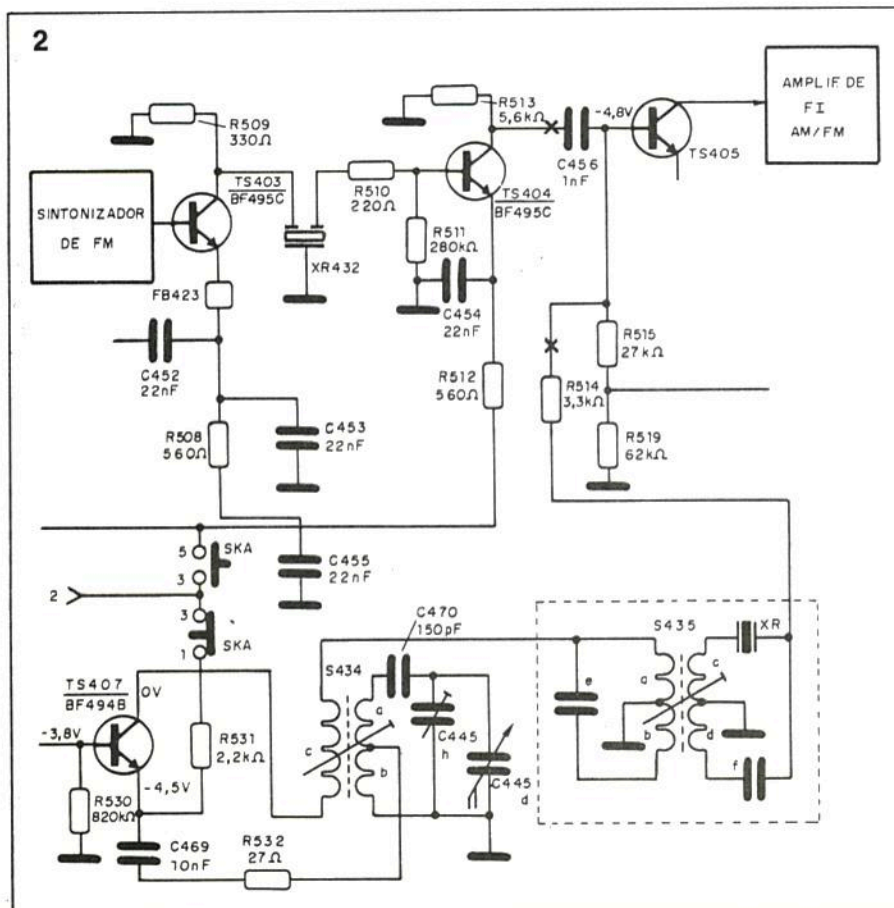 2
R509
330Ω
SINTONIZADOR
DE FM
TS403
BF495C
FB423
C452
22nF
R508
560Ω
C453
22nF
C455
22nF
XR432
R510
220Ω
R511
280kΩ
C454
22nF
R512
560Ω
R513
5,6kΩ
TS404
BF495C
C456
1nF
-4,8V
TS405
AMPLIF. DE
FI
AM/FM
R514
3,3kΩ
R515
27kΩ
R519
62kΩ
5
SKA
3
2
3
SKA
1
TS407
BF494B
0V
-3,8V
-4,5V
R530
820kΩ
R531
2,2kΩ
C469
10nF
R532
27Ω
S434
c
a
b
C470
150pF
C445
h
C445
d
S435
e
a
b
c
d
XR
f